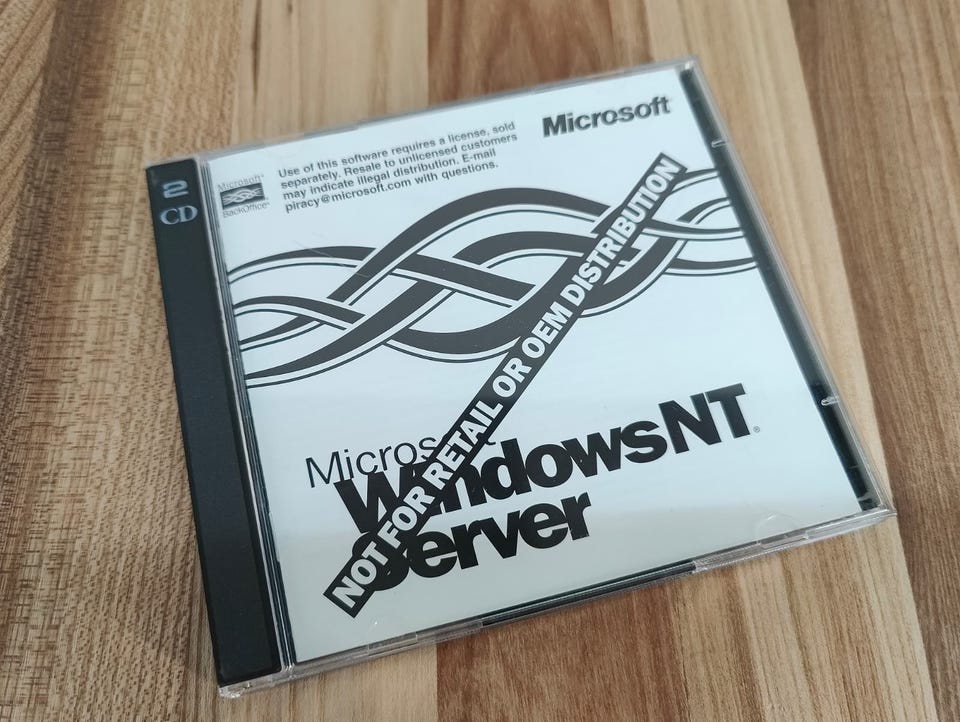 2
CD
Microsoft®
BackOffice®
Use of this software requires a license, sold
separately. Resale to unlicensed customers
may indicate illegal distribution. E-mail
piracy@microsoft.com with questions.
Microsoft®
NOT FOR RETAIL OR OEM DISTRIBUTION
Microsoft
WindowsNT®
Server